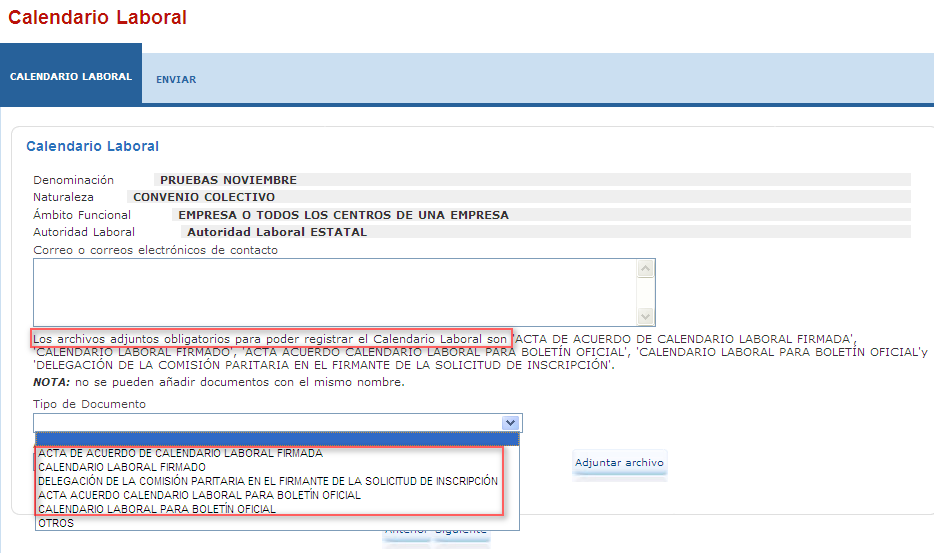 Calendario Laboral
CALENDARIO LABORAL
ENVIAR
Calendario Laboral
Denominación PRUEBAS NOVIEMBRE
Naturaleza CONVENIO COLECTIVO
Ámbito Funcional EMPRESA O TODOS LOS CENTROS DE UNA EMPRESA
Autoridad Laboral Autoridad Laboral ESTATAL
Correo o correos electrónicos de contacto
Los archivos adjuntos obligatorios para poder registrar el Calendario Laboral son 'ACTA DE ACUERDO DE CALENDARIO LABORAL FIRMADA',
'CALENDARIO LABORAL FIRMADO', 'ACTA ACUERDO CALENDARIO LABORAL PARA BOLETÍN OFICIAL', 'CALENDARIO LABORAL PARA BOLETÍN OFICIAL'y
'DELEGACIÓN DE LA COMISIÓN PARITARIA EN EL FIRMANTE DE LA SOLICITUD DE INSCRIPCIÓN'.
NOTA: no se pueden añadir documentos con el mismo nombre.
Tipo de Documento
ACTA DE ACUERDO DE CALENDARIO LABORAL FIRMADA
CALENDARIO LABORAL FIRMADO
Adjuntar archivo
DELEGACIÓN DE LA COMISIÓN PARITARIA EN EL FIRMANTE DE LA SOLICITUD DE INSCRIPCIÓN
ACTA ACUERDO CALENDARIO LABORAL PARA BOLETÍN OFICIAL
CALENDARIO LABORAL PARA BOLETÍN OFICIAL
OTROS
Anterior Siguiente